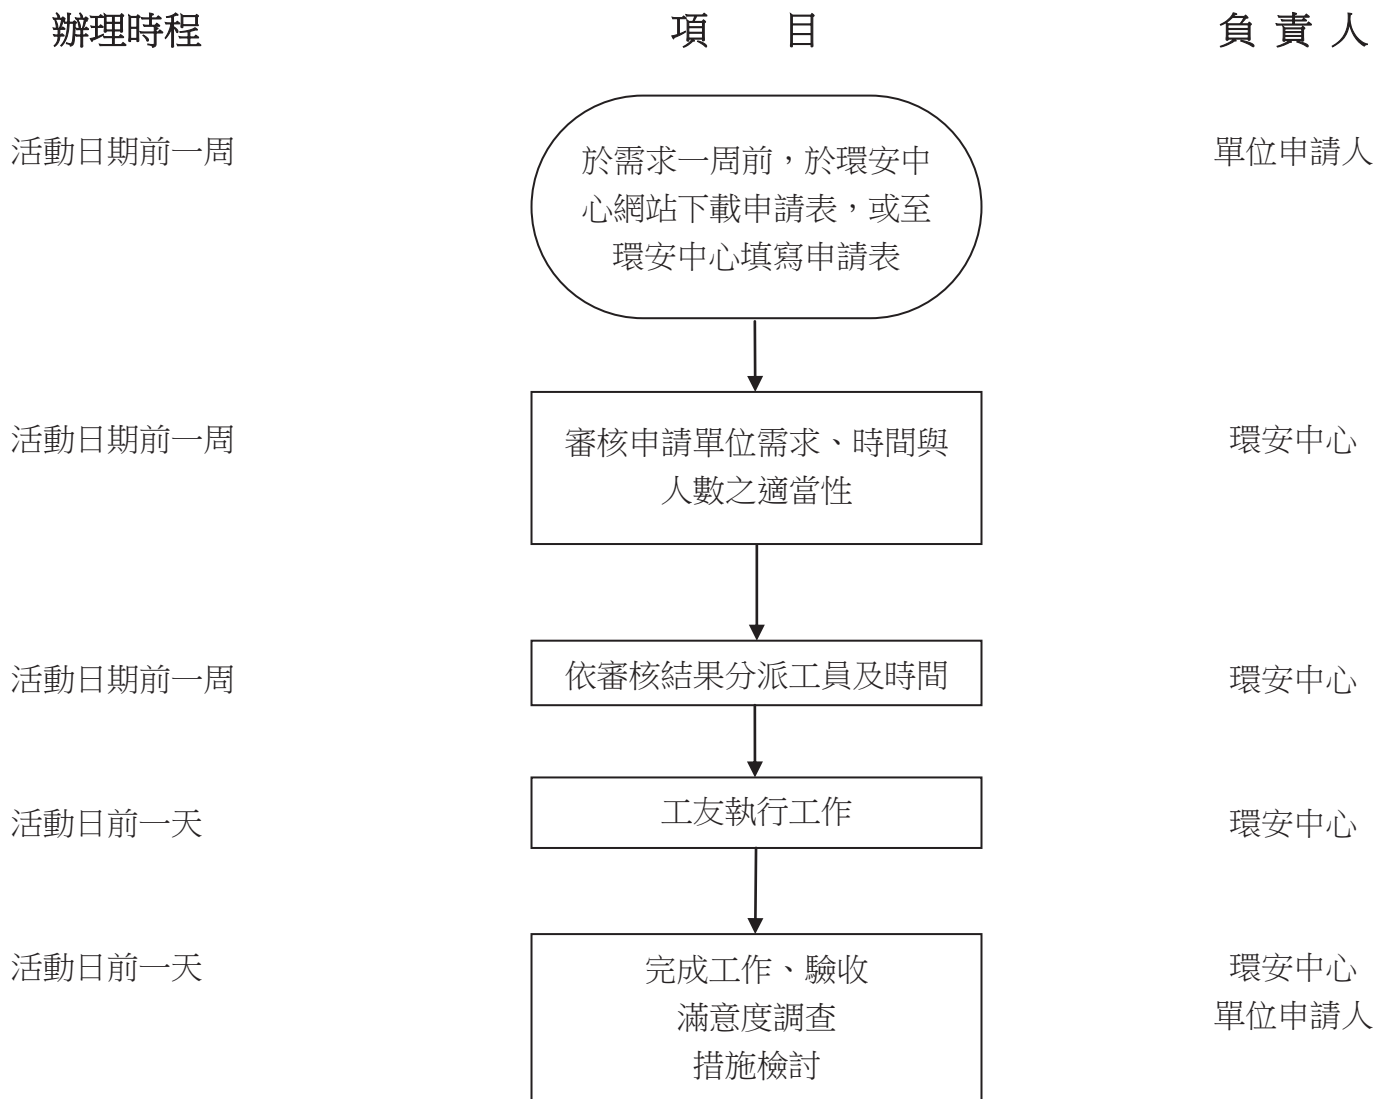 辦理時程 項 目 負 責 人
活動日期前一周
於需求一周前，於環安中
心網站下載申請表，或至
環安中心填寫申請表
單位申請人
活動日期前一周
審核申請單位需求、時間與
人數之適當性
環安中心
活動日期前一周
依審核結果分派工員及時間
環安中心
活動日前一天
工友執行工作
環安中心
活動日前一天
完成工作、驗收
滿意度調查
措施檢討
環安中心
單位申請人